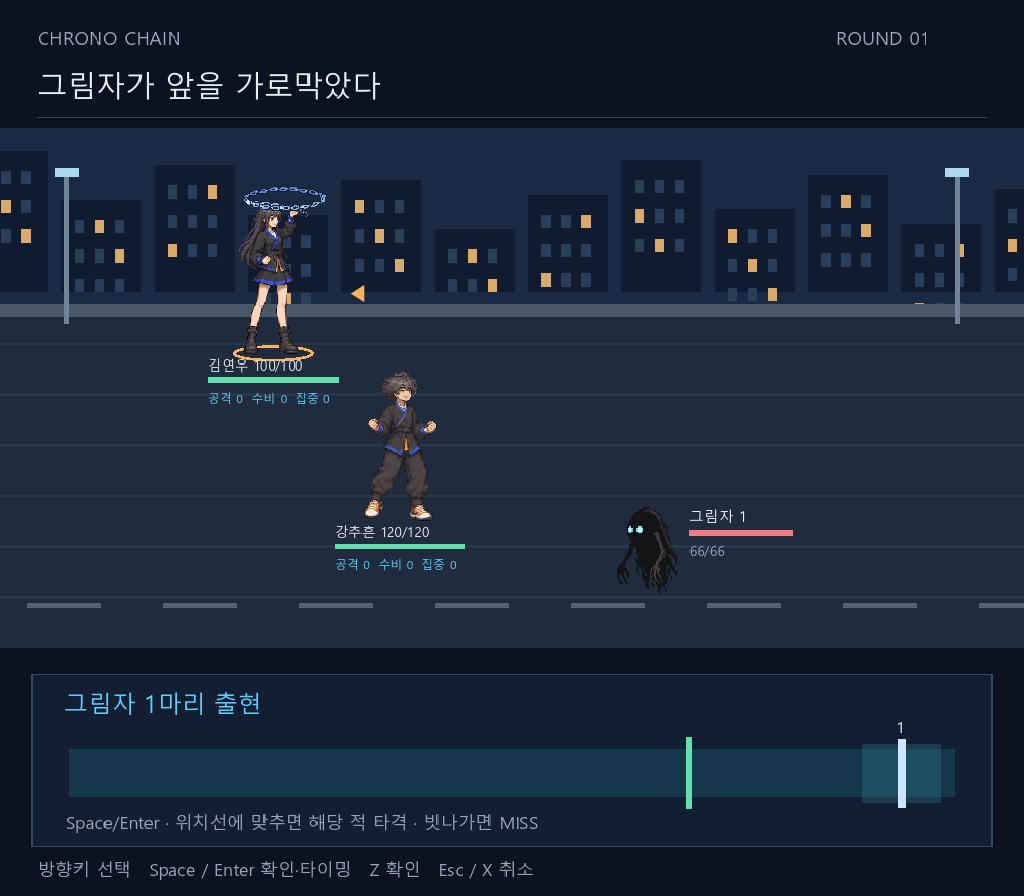 CHRONO CHAIN
ROUND 01
그림자가 앞을 가로막았다
김연우 100/100
공격 0 수비 0 집중 0
강추흔 120/120
공격 0 수비 0 집중 0
그림자 1
66/66
그림자 1마리 출현
1
Space/Enter · 위치선에 맞추면 해당 적 타격 · 빗나가면 MISS
방향키 선택 Space / Enter 확인·타이밍 Z 확인 Esc / X 취소